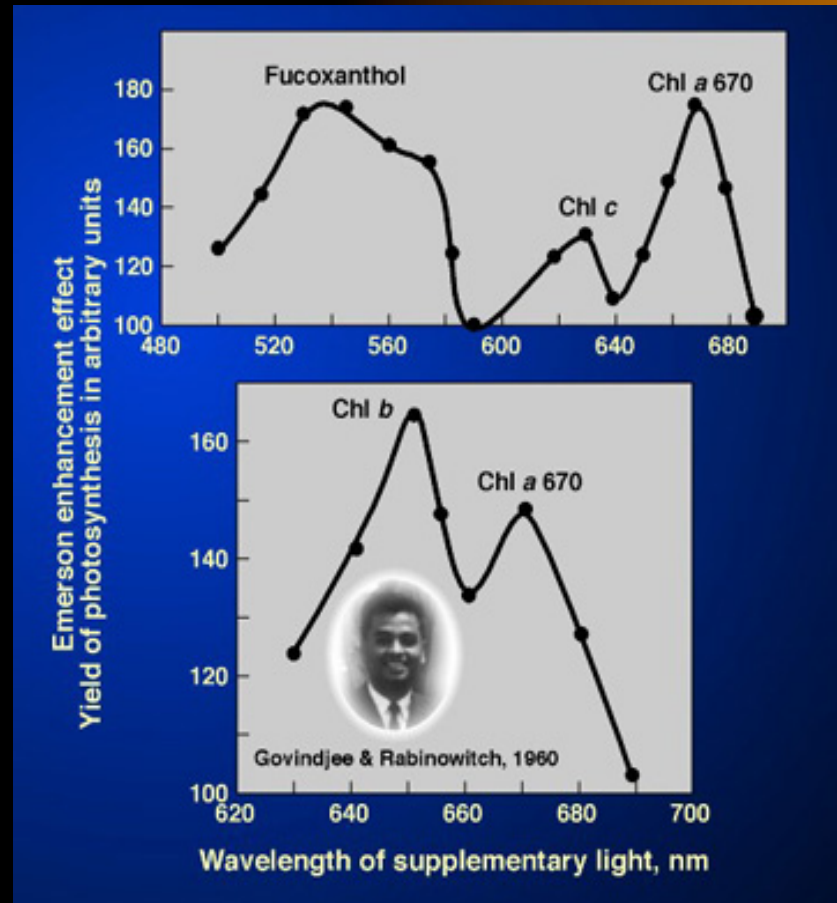 Emerson enhancement effect
Yield of photosynthesis in arbitrary units
Fucoxanthol
Chl c
Chl a 670
180
160
140
120
100
480 520 560 600 640 680
Chl b
Chl a 670
160
140
120
100
Govindjee & Rabinowitch, 1960
620 640 660 680 700
Wavelength of supplementary light, nm